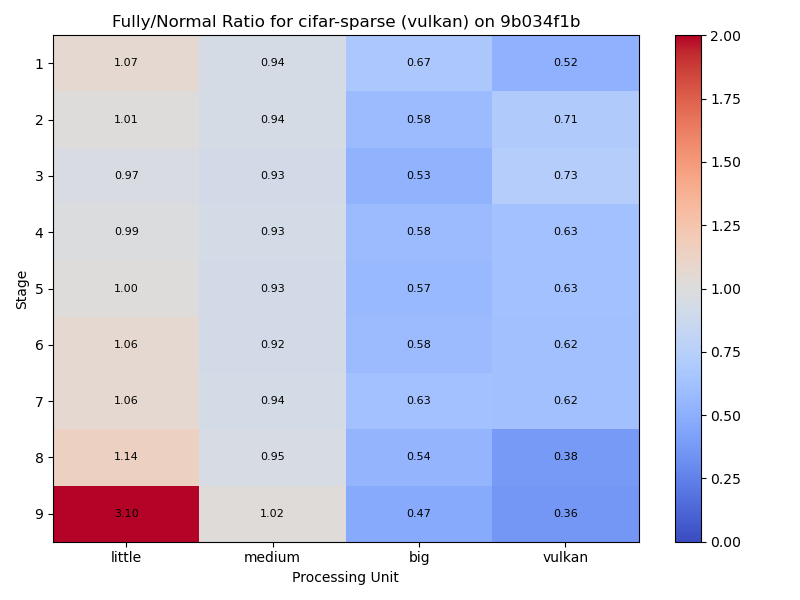 Fully/Normal Ratio for cifar-sparse (vulkan) on 9b034f1b
1 1.07 0.94 0.67 0.52
2 1.01 0.94 0.58 0.71
3 0.97 0.93 0.53 0.73
4 0.99 0.93 0.58 0.63
5 1.00 0.93 0.57 0.63
6 1.06 0.92 0.58 0.62
7 1.06 0.94 0.63 0.62
8 1.14 0.95 0.54 0.38
9 3.10 1.02 0.47 0.36
Stage
little medium big vulkan
Processing Unit
2.00
1.75
1.50
1.25
1.00
0.75
0.50
0.25
0.00